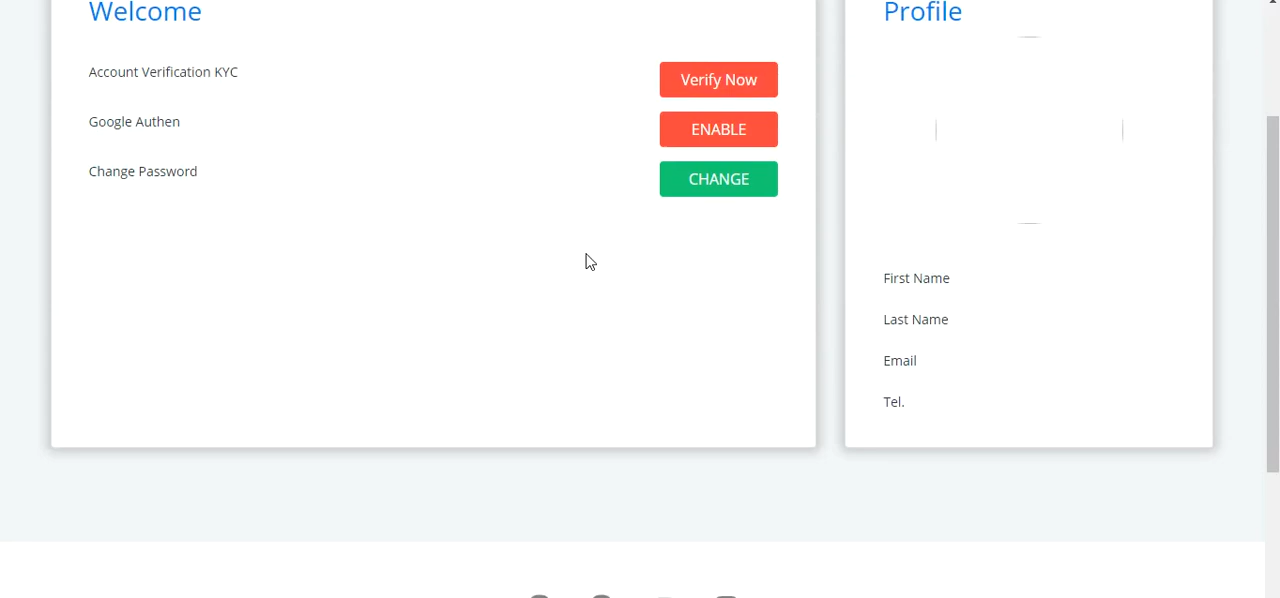 Welcome
Account Verification KYC
Verify Now
Google Authen
ENABLE
Change Password
CHANGE
Profile
First Name
Last Name
Email
Tel.